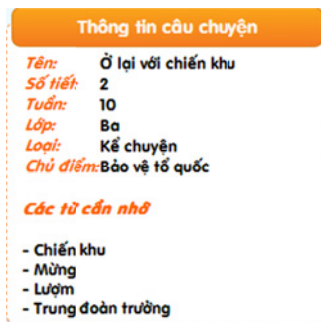 Thông tin câu chuyện
Tên: Ở lại với chiến khu
Số tiết: 2
Tuần: 10
Lớp: Ba
Loại: Kể chuyện
Chủ điểm: Bảo vệ tổ quốc
Các từ cần nhớ
- Chiến khu
- Mừng
- Lượm
- Trung đoàn trưởng